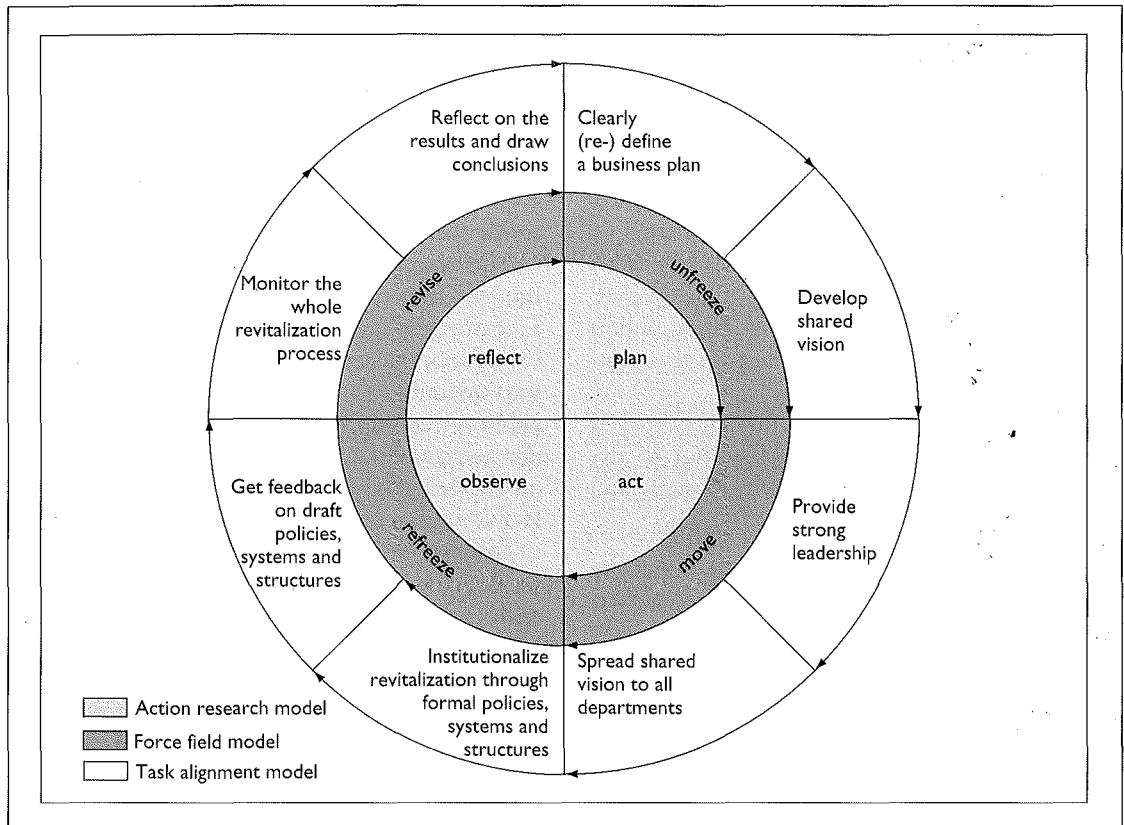 Reflect on the
results and draw
conclusions
Clearly
(re-) define
a business plan
Develop
shared
vision
Provide
strong
leadership
Spread shared
vision to all
departments
Institutionalize
revitalization through
formal policies,
systems and
structures
Get feedback
on draft
policies,
systems and
structures
Monitor the
whole
revitalization
process
revise
unfreeze
move
refreeze
reflect
plan
observe
act
Action research model
Force field model
Task alignment model